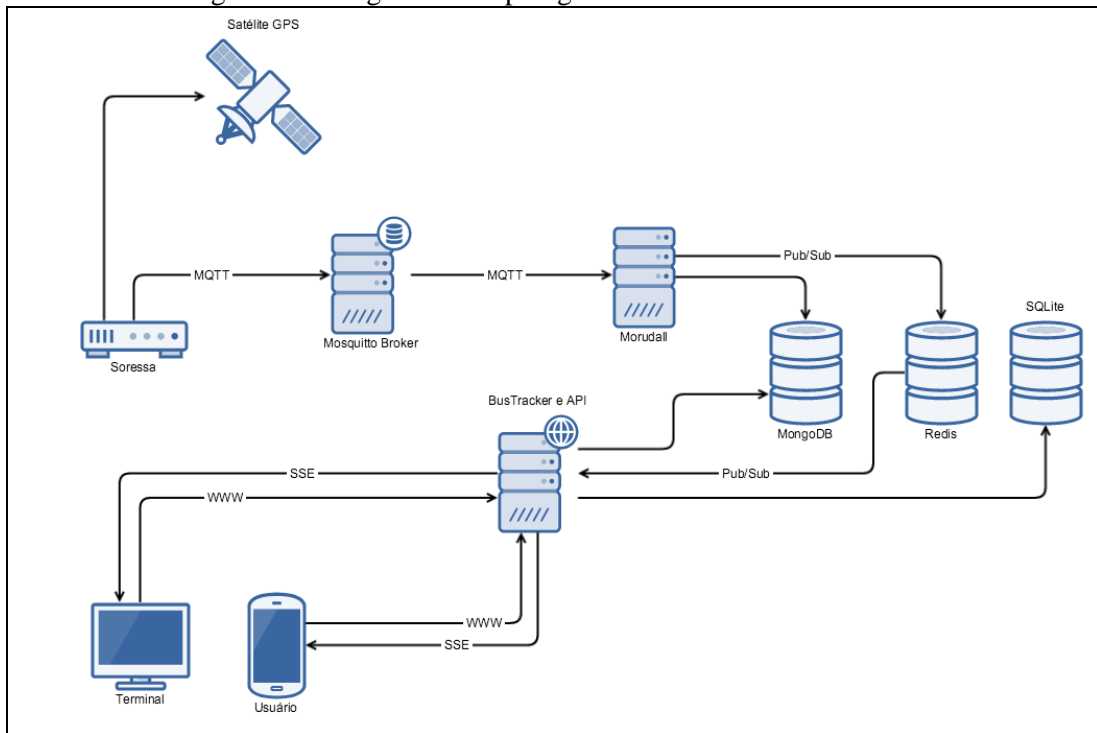 Satélite GPS
MQTT
Mosquitto Broker
MQTT
Morudall
Pub/Sub
SQLite
Soressa
MongoDB
Redis
BusTracker e API
Pub/Sub
SSE
WWW
WWW
SSE
Terminal
Usuário